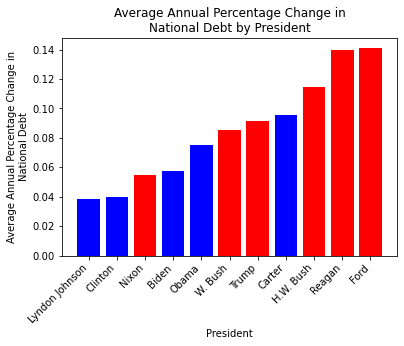 Average Annual Percentage Change in
National Debt by President
Average Annual Percentage Change in
National Debt
0.14
0.12
0.10
0.08
0.06
0.04
0.02
0.00
Lyndon Johnson
Clinton
Nixon
Biden
Obama
W. Bush
Trump
Carter
H.W. Bush
Reagan
Ford
President